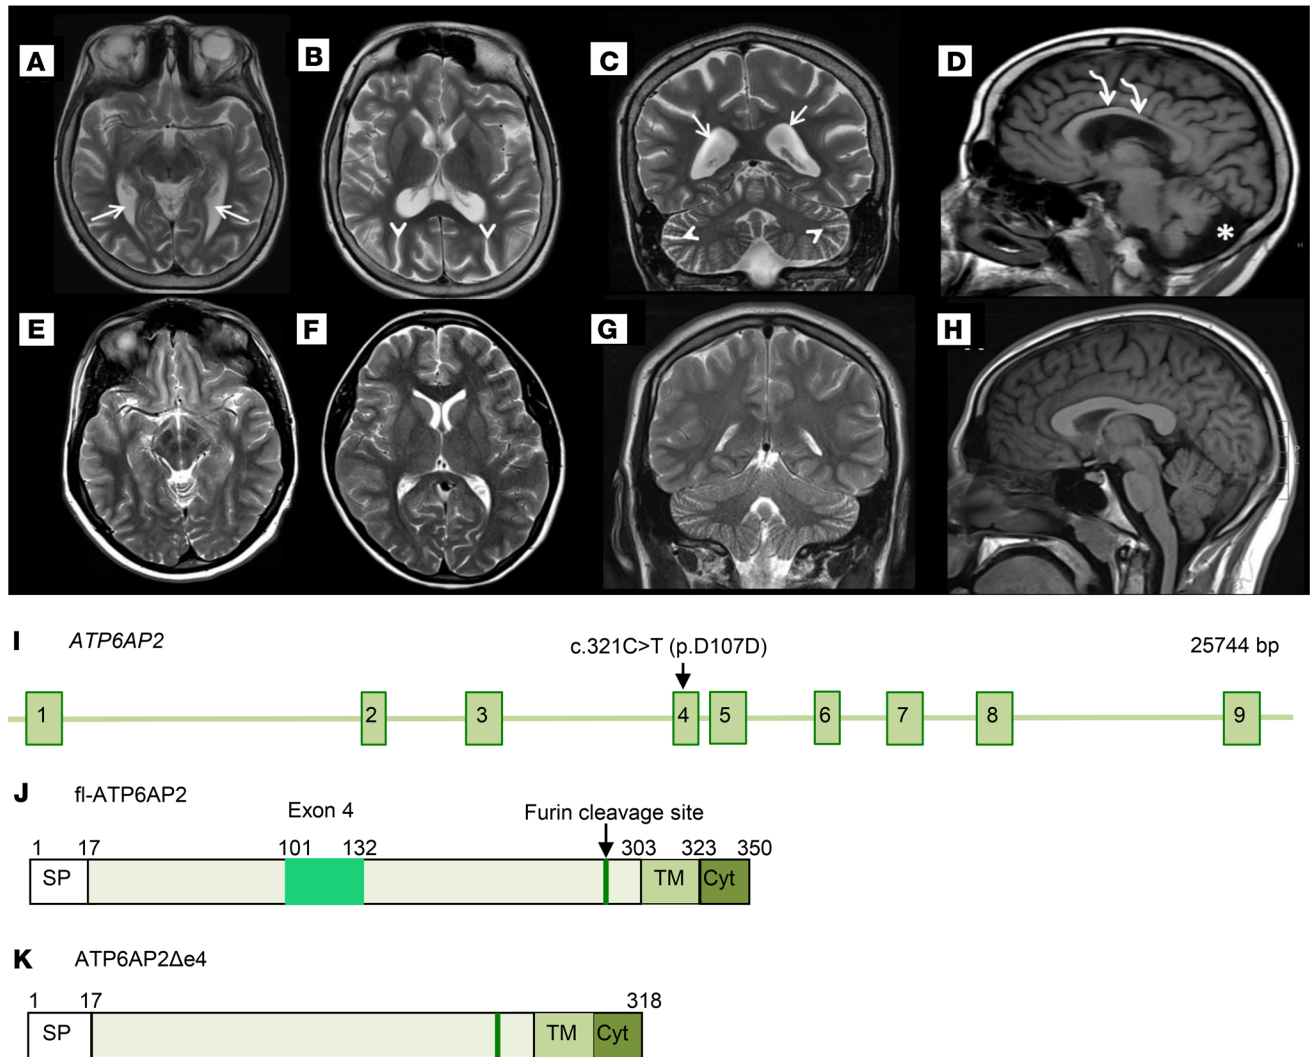 A B C D
*
E F G H
I ATP6AP2
c.321C>T (p.D107D) 25744 bp
1 2 3 4 5 6 7 8 9
J fl-ATP6AP2
Exon 4 Furin cleavage site
1 17 101 132 303 323 350
SP TM Cyt
K ATP6AP2Δe4
1 17 318
SP TM Cyt